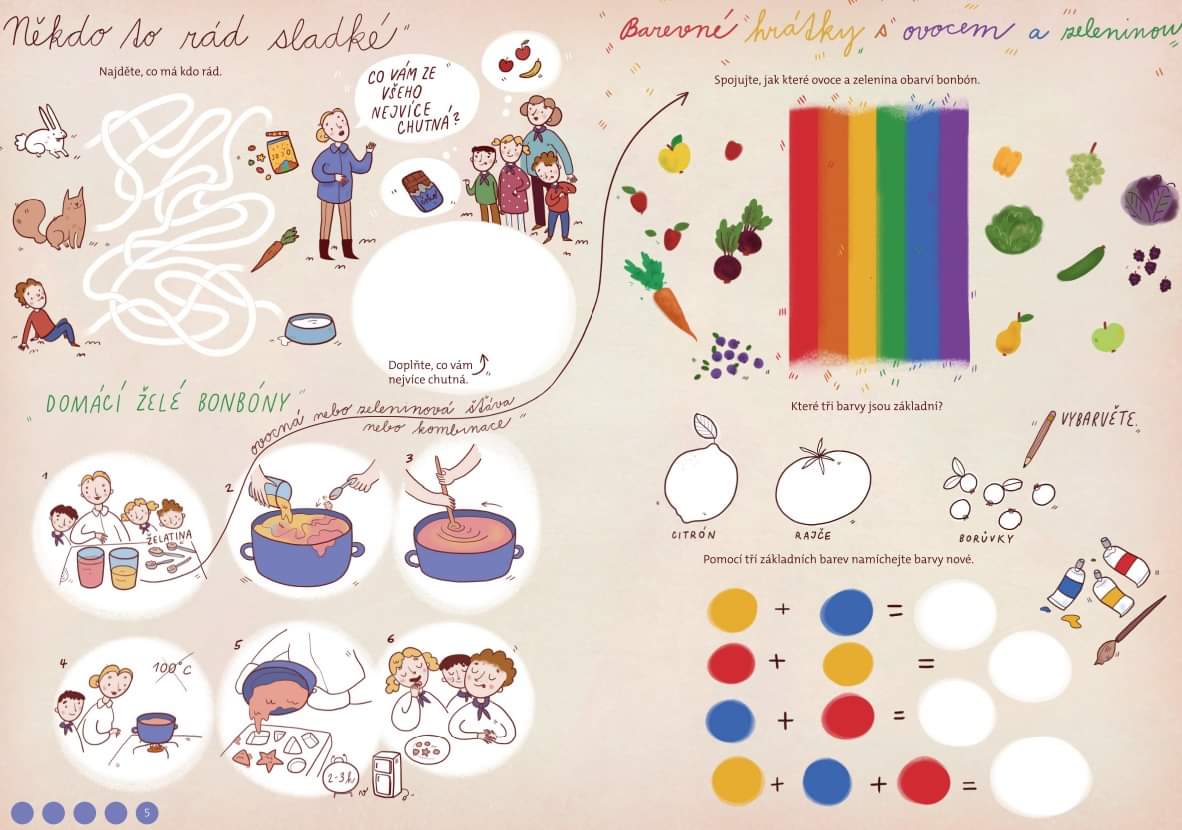 Někdo to rád sladké
Najděte, co má kdo rád.
CO VÁM ZE
VŠEHO
NEJVÍCE
CHUTNÁ?
Doplňte, co vám
nejvíce chutná.
DOMÁCÍ ŽELÉ BONBÓNY
ovocná nebo zeleninová šťáva
nebo kombinace
1
ŽELATINA
2
3
4
100°C
5
2-3 h
6
5
Barevné hrátky s ovocem a zeleninou
Spojujte, jak které ovoce a zelenina obarví bonbón.
Které tři barvy jsou základní?
VYBARVĚTE.
CITRÓN
RAJČE
BORŮVKY
Pomocí tří základních barev namíchejte barvy nové.
+ =
+ =
+ =
+ + =